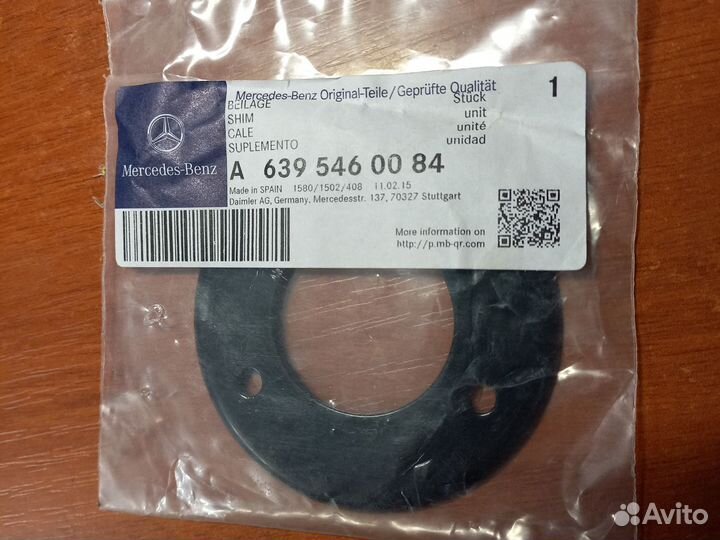 Mercedes-Benz Original-Teile/Geprüfte Qualität 1
BEILAGE Stück
SHIM unit
CALE unité
SUPLEMENTO unidad
Mercedes-Benz
A 639 546 00 84
Made in SPAIN 1580/1502/408 11.02.15
Daimler AG, Germany, Mercedesstr. 137, 70327 Stuttgart
More information on
http://p.mb-qr.com
Avito